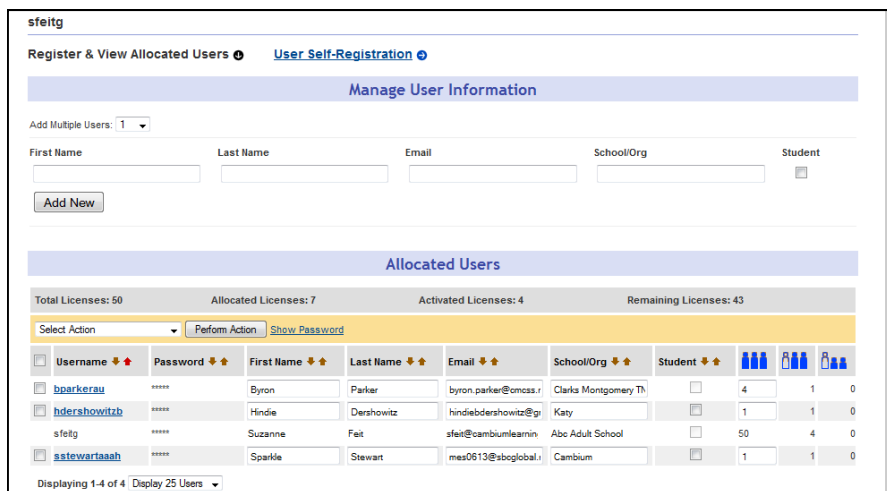 sfeitg
Register & View Allocated Users User Self-Registration
Manage User Information
Add Multiple Users: 1
First Name Last Name Email School/Org Student
Add New
Allocated Users
Total Licenses: 50 Allocated Licenses: 7 Activated Licenses: 4 Remaining Licenses: 43
Select Action Perform Action Show Password
Username Password First Name Last Name Email School/Org Student
bparkerau ***** Byron Parker byron.parker@cmcss.r Clarks Montgomery TN 4 1 0
hdershowitzb ***** Hindie Dershowitz hindiebdershowitz@g Katy 1 1 0
sfeitg ***** Suzanne Feit sfeit@cambiumlearnin Abc Adult School 50 4 0
sstewartaaah ***** Sparkle Stewart mes0613@sbcglobal. Cambium 1 1 0
Displaying 1-4 of 4 Display 25 Users